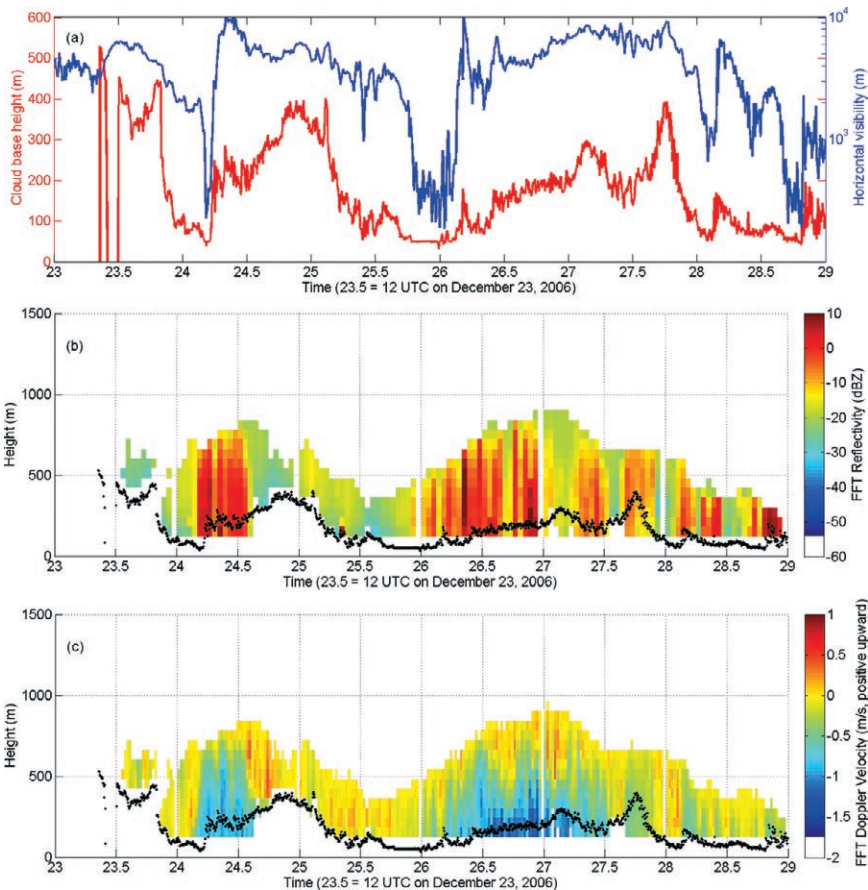 (a)
Cloud base height (m)
600
500
400
300
200
100
0
10^4
10^3
Horizontal visibility (m)
23 23.5 24 24.5 25 25.5 26 26.5 27 27.5 28 28.5 29
Time (23.5 = 12 UTC on December 23, 2006)
(b)
Height (m)
1500
1000
500
0
23 23.5 24 24.5 25 25.5 26 26.5 27 27.5 28 28.5 29
Time (23.5 = 12 UTC on December 23, 2006)
10
0
-10
-20
-30
-40
-50
-60
FFT Reflectivity (dBZ)
(c)
Height (m)
1500
1000
500
0
23 23.5 24 24.5 25 25.5 26 26.5 27 27.5 28 28.5 29
Time (23.5 = 12 UTC on December 23, 2006)
1
0.5
0
-0.5
-1
-1.5
-2
FFT Doppler Velocity (m/s, positive upward)